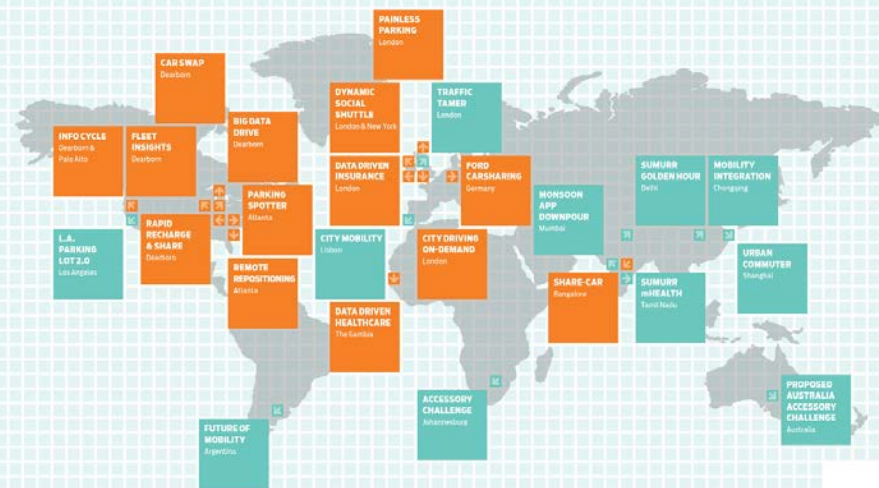 PAINLESS
PARKING
London
CAR SWAP
Dearborn
DYNAMIC
SOCIAL
SHUTTLE
London & New York
TRAFFIC
TAMER
London
BIG DATA
DRIVE
Dearborn
INFO CYCLE
Dearborn &
Palo Alto
FLEET
INSIGHTS
Dearborn
DATA DRIVEN
INSURANCE
London
FORD
CARSHARING
Germany
SUMURR
GOLDEN HOUR
Delhi
MOBILITY
INTEGRATION
Chongqing
PARKING
SPOTTER
Atlanta
MONSOON
APP
DOWNPOUR
Mumbai
RAPID
RECHARGE
& SHARE
Dearborn
L.A.
PARKING
LOT 2.0
Los Angeles
CITY MOBILITY
Lisbon
CITY DRIVING
ON-DEMAND
London
URBAN
COMMUTER
Shanghai
REMOTE
REPOSITIONING
Atlanta
SHARE-CAR
Bangalore
SUMURR
mHEALTH
Tamil Nadu
DATA DRIVEN
HEALTHCARE
The Gambia
PROPOSED
AUSTRALIA
ACCESSORY
CHALLENGE
Australia
ACCESSORY
CHALLENGE
Johannesburg
FUTURE OF
MOBILITY
Argentina